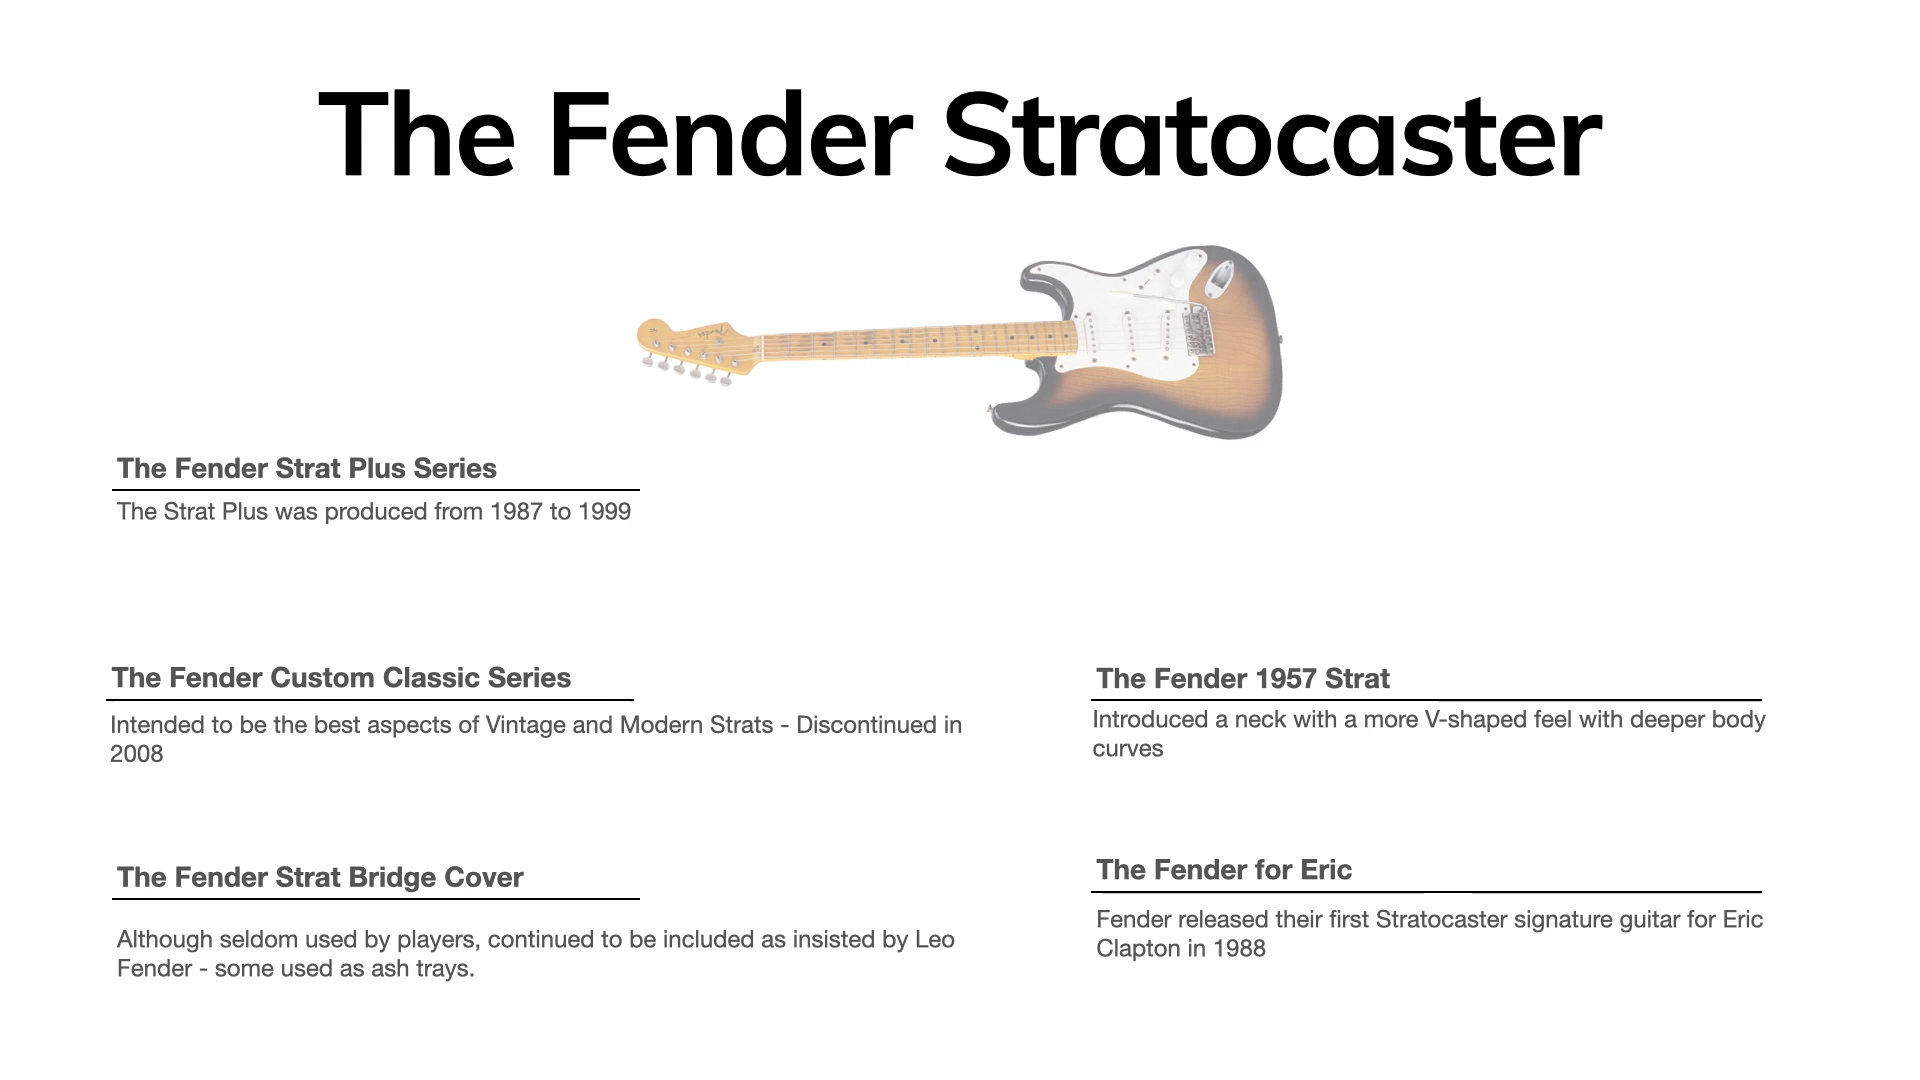 The Fender Stratocaster
Fender
The Fender Strat Plus Series
The Strat Plus was produced from 1987 to 1999
The Fender Custom Classic Series
Intended to be the best aspects of Vintage and Modern Strats - Discontinued in
2008
The Fender Strat Bridge Cover
Although seldom used by players, continued to be included as insisted by Leo
Fender - some used as ash trays.
The Fender 1957 Strat
Introduced a neck with a more V-shaped feel with deeper body
curves
The Fender for Eric
Fender released their first Stratocaster signature guitar for Eric
Clapton in 1988